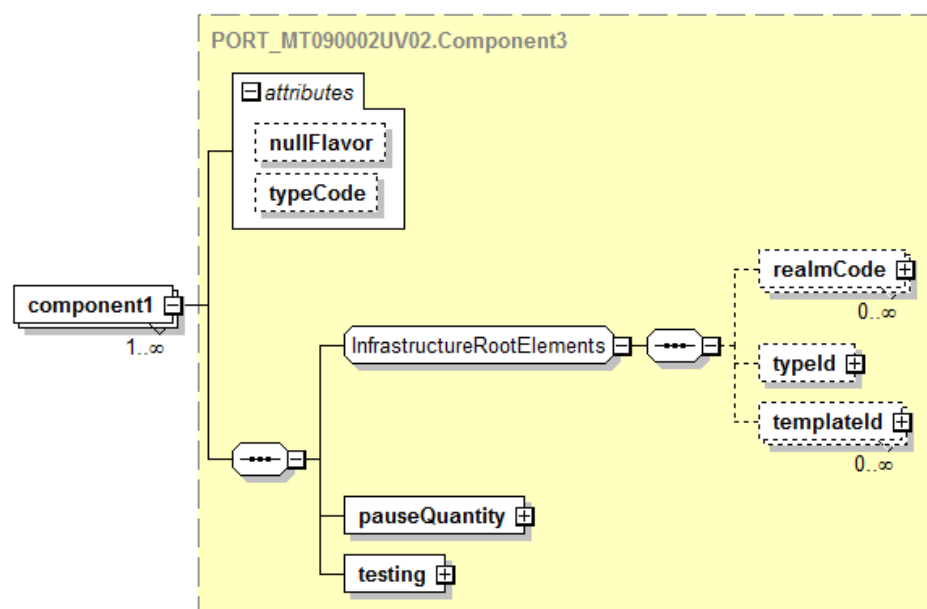 PORT_MT090002UV02.Component3
attributes
nullFlavor
typeCode
component1
1..∞
InfrastructureRootElements
realmCode
0..∞
typeId
templateId
0..∞
pauseQuantity
testing